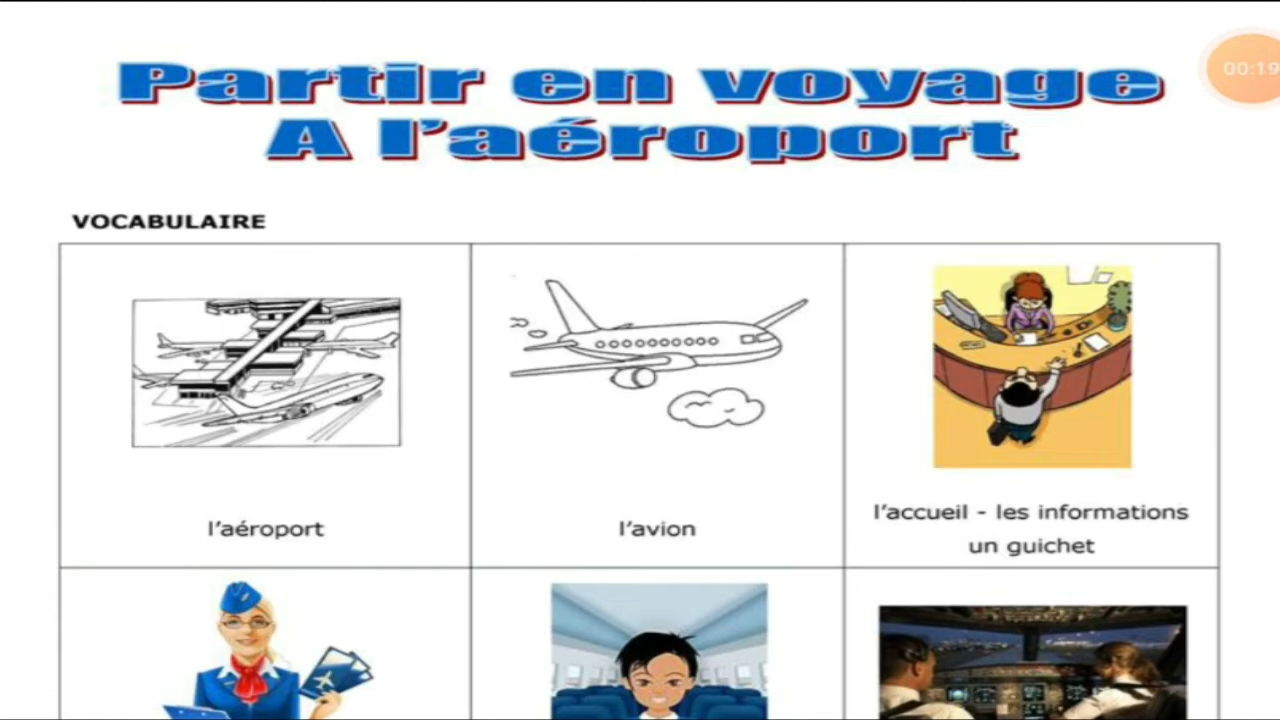 Partir en voyage
A l'aéroport
00:19
VOCABULAIRE
l'aéroport
l'avion
l'accueil - les informations
un guichet